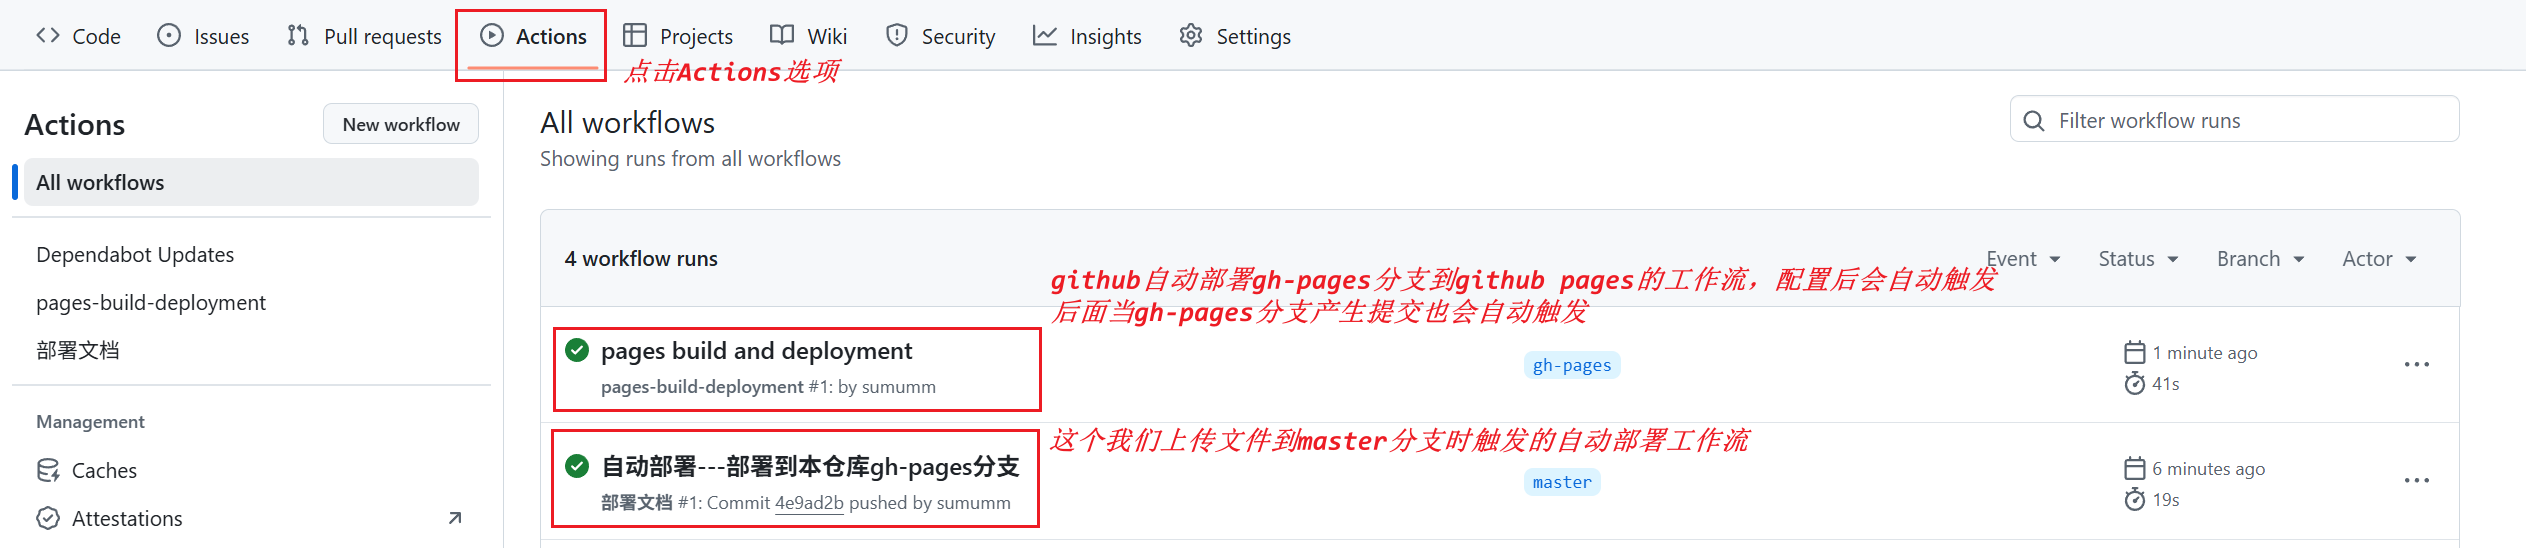 Code Issues Pull requests Actions Projects Wiki Security Insights Settings
点击Actions选项
Actions
New workflow
All workflows
Dependabot Updates
pages-build-deployment
部署文档
Management
Caches
Attestations
All workflows
Showing runs from all workflows
Filter workflow runs
4 workflow runs
Event Status Branch Actor
github自动部署gh-pages分支到github pages的工作流，配置后会自动触发
后面当gh-pages分支产生提交也会自动触发
pages build and deployment
pages-build-deployment #1: by sumumm
gh-pages
1 minute ago
41s
这个我们上传文件到master分支时触发的自动部署工作流
自动部署---部署到本仓库gh-pages分支
部署文档 #1: Commit 4e9ad2b pushed by sumumm
master
6 minutes ago
19s